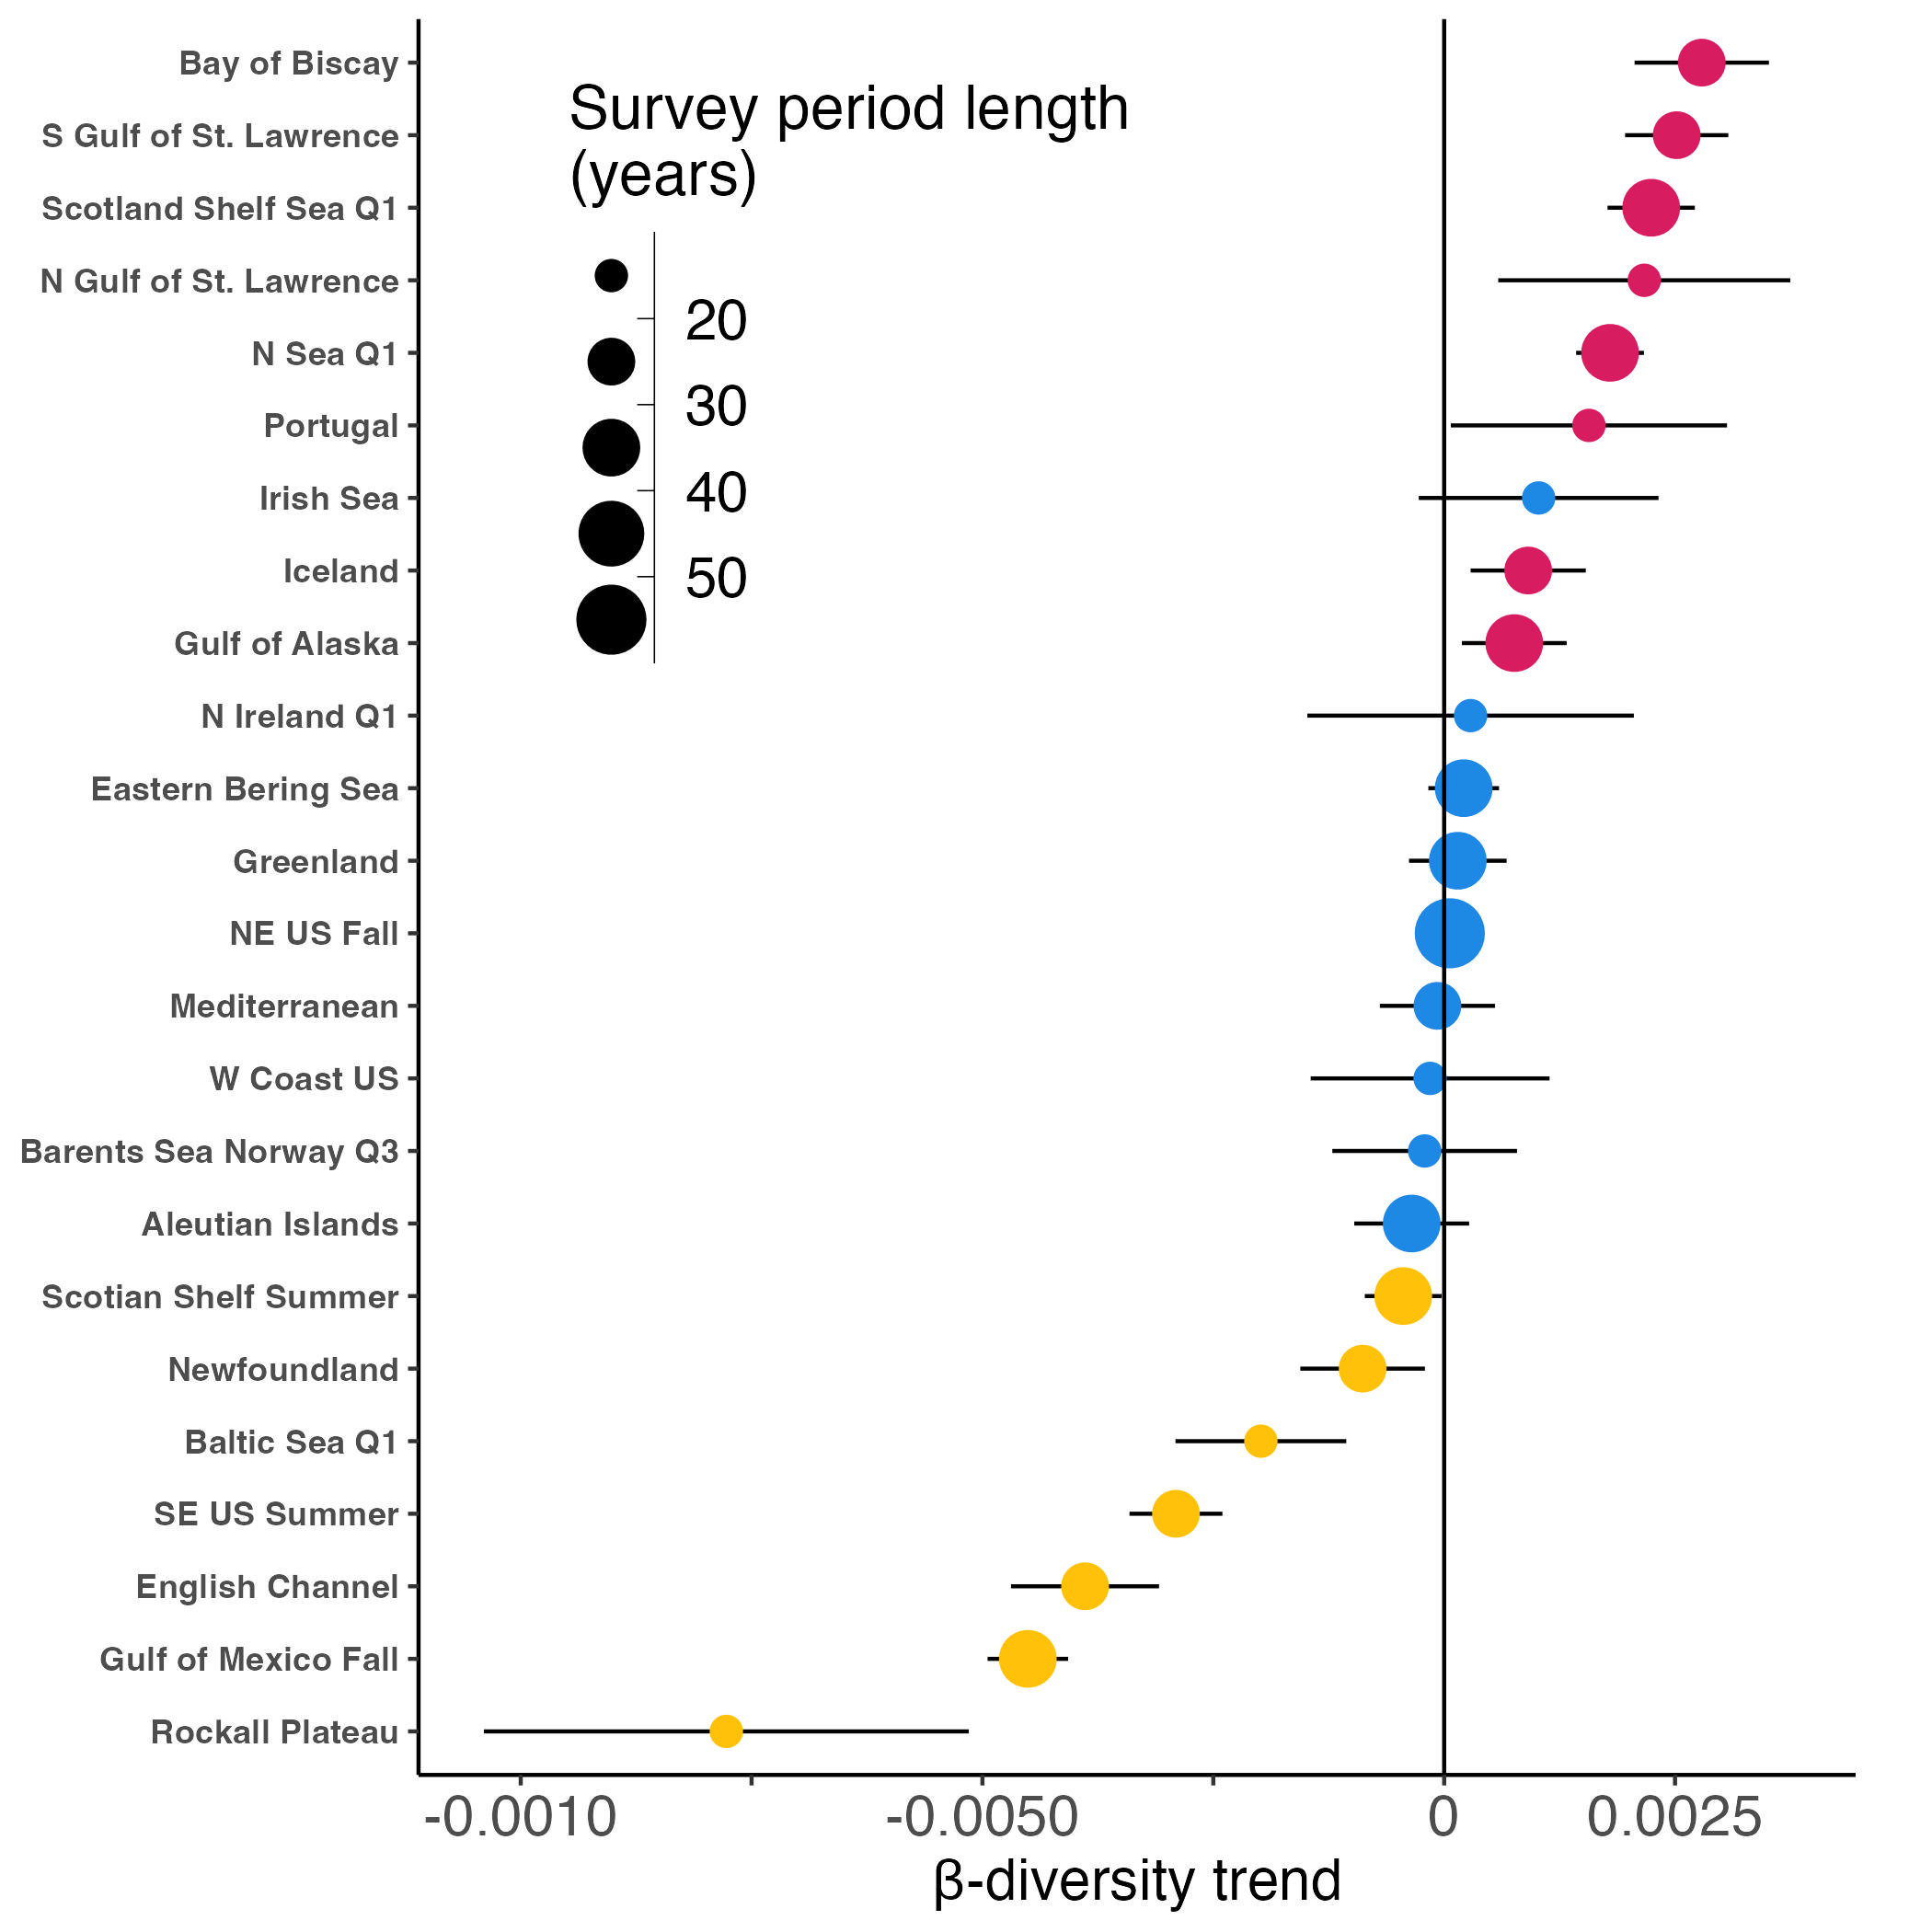 Bay of Biscay
S Gulf of St. Lawrence
Scotland Shelf Sea Q1
N Gulf of St. Lawrence
N Sea Q1
Portugal
Irish Sea
Iceland
Gulf of Alaska
N Ireland Q1
Eastern Bering Sea
Greenland
NE US Fall
Mediterranean
W Coast US
Barents Sea Norway Q3
Aleutian Islands
Scotian Shelf Summer
Newfoundland
Baltic Sea Q1
SE US Summer
English Channel
Gulf of Mexico Fall
Rockall Plateau
Survey period length
(years)
20
30
40
50
-0.0010 -0.0050 0 0.0025
β-diversity trend